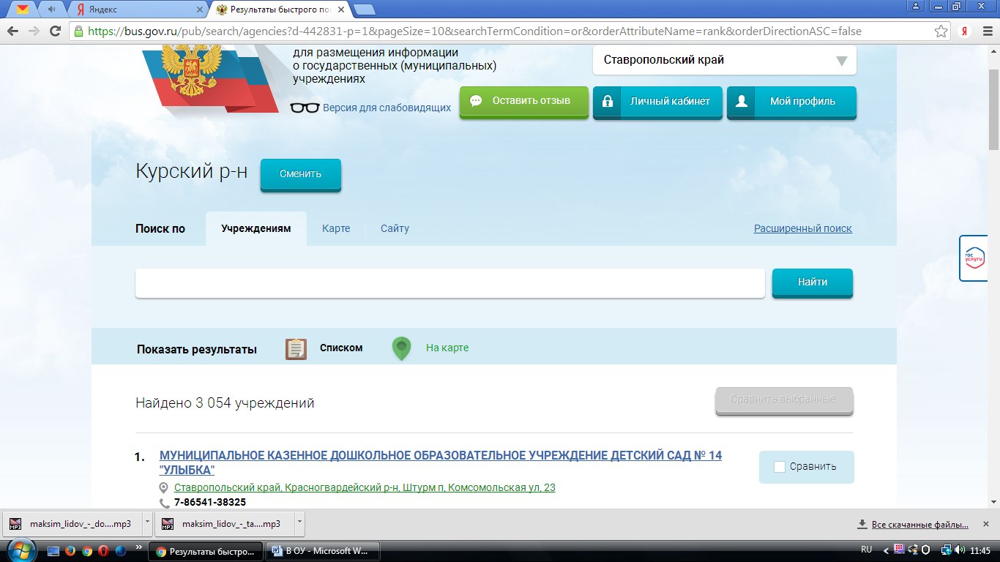 Яндекс
Результаты быстрого пои
https://bus.gov.ru/pub/search/agencies?d-442831-p=1&pageSize=10&searchTermCondition=or&orderAttributeName=rank&orderDirectionASC=false
Я
для размещения информации
о государственных (муниципальных)
учреждениях
Ставропольский край
Версия для слабовидящих
Оставить отзыв
Личный кабинет
Мой профиль
Курский р-н
Сменить
Поиск по
Учреждениям
Карте
Сайту
Расширенный поиск
гос
услуги
Найти
Показать результаты
Списком
На карте
Найдено 3 054 учреждений
Сравнить выбранные
1. МУНИЦИПАЛЬНОЕ КАЗЕННОЕ ДОШКОЛЬНОЕ ОБРАЗОВАТЕЛЬНОЕ УЧРЕЖДЕНИЕ ДЕТСКИЙ САД № 14
"УЛЫБКА"
Сравнить
Ставропольский край, Красногвардейский р-н, Штурм п, Комсомольская ул, 23
7-86541-38325
MP3 maksim_lidov_-_do....mp3
MP3 maksim_lidov_-_ta....mp3
Все скачанные файлы...
Результаты быстро...
В ОУ - Microsoft W...
RU
11:45